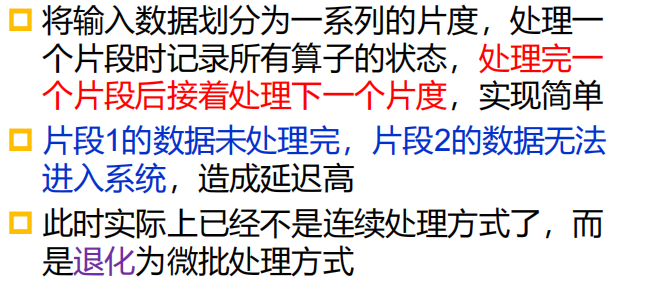 将输入数据划分为一系列的片度，处理一
个片段时记录所有算子的状态，处理完一
个片段后接着处理下一个片度，实现简单
片段1的数据未处理完，片段2的数据无法
进入系统，造成延迟高
此时实际上已经不是连续处理方式了，而
是退化为微批处理方式